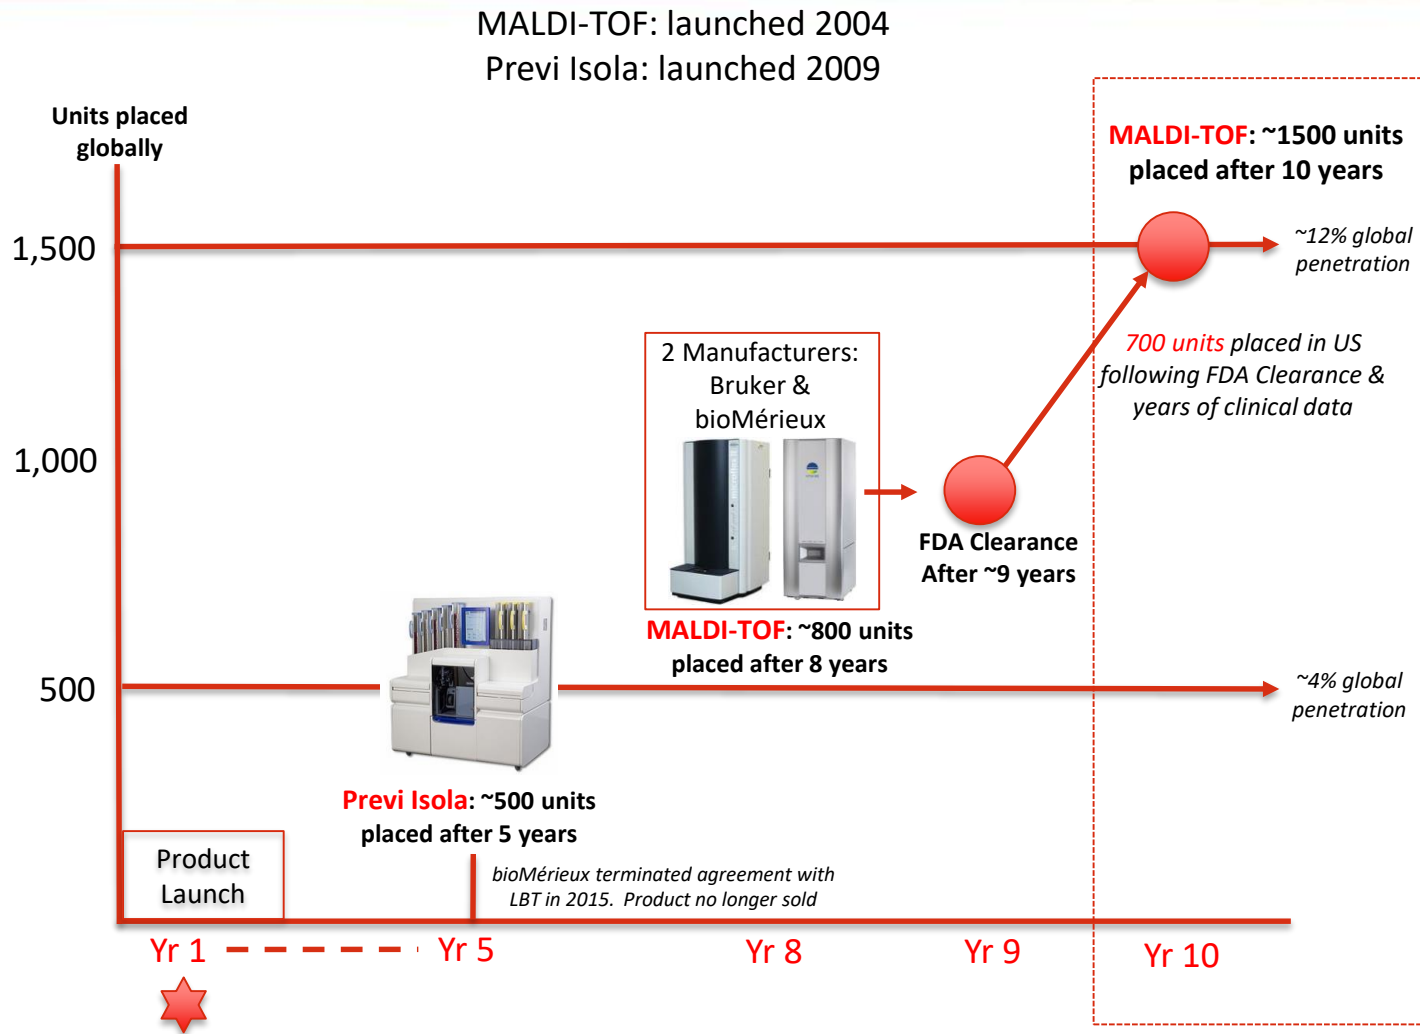 MALDI-TOF: launched 2004
Previ Isola: launched 2009
Units placed
globally
MALDI-TOF: ~1500 units
placed after 10 years
1,500
~12% global
penetration
2 Manufacturers:
Bruker &
bioMérieux
700 units placed in US
following FDA Clearance &
years of clinical data
1,000
FDA Clearance
After ~9 years
MALDI-TOF: ~800 units
placed after 8 years
500
~4% global
penetration
Previ Isola: ~500 units
placed after 5 years
Product
Launch
bioMérieux terminated agreement with
LBT in 2015. Product no longer sold
Yr 1
Yr 5
Yr 8
Yr 9
Yr 10